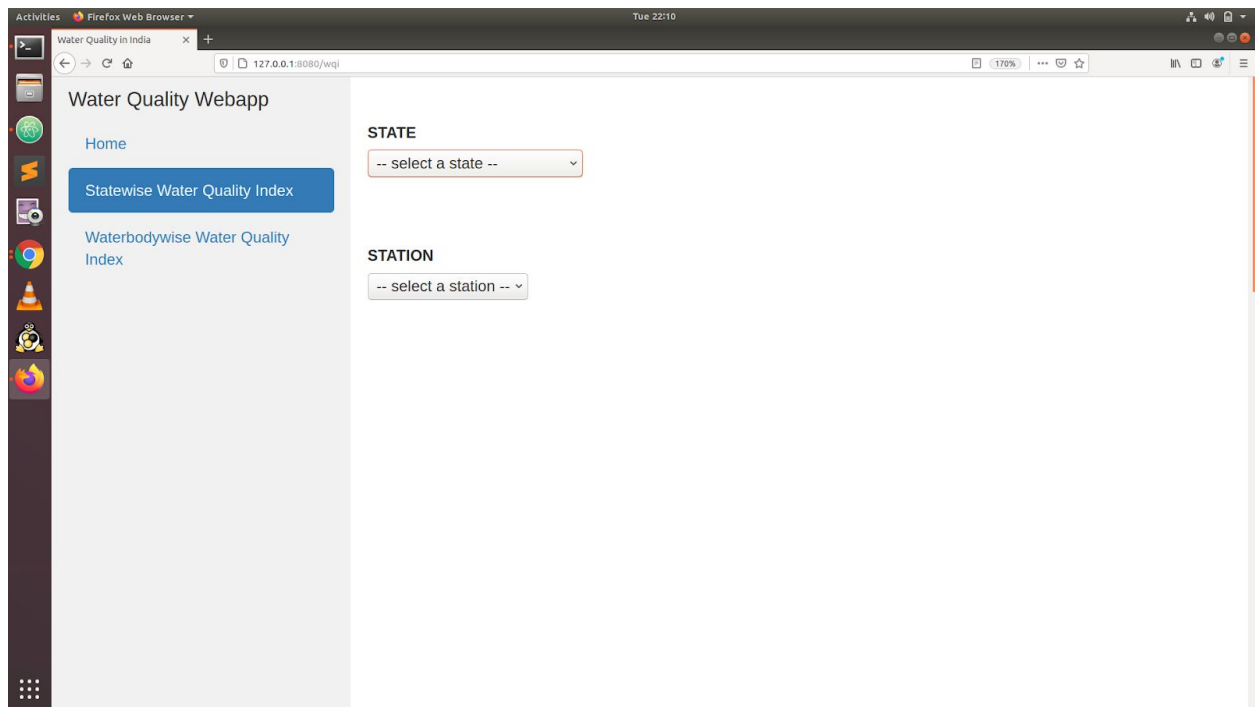 Activities Firefox Web Browser Tue 22:10
Water Quality in India
127.0.0.1:8080/wqi 170%
Water Quality Webapp
Home
Statewise Water Quality Index
Waterbodywise Water Quality
Index
STATE
-- select a state --
STATION
-- select a station --